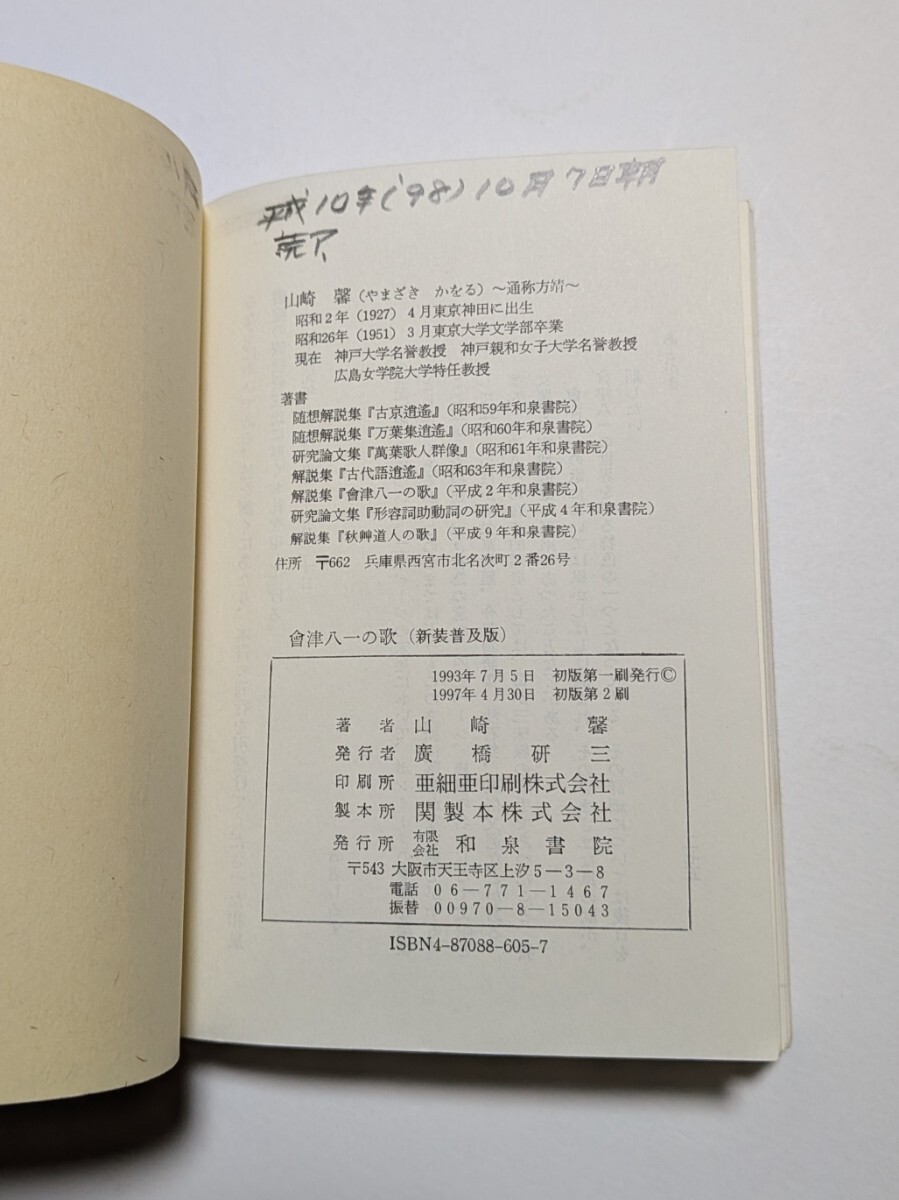 平成10年('98)10月7日朝
読了、
山崎 馨(やまざき かをる)〜通称方靖〜
昭和2年(1927)4月東京神田に出生
昭和26年(1951)3月東京大学文学部卒業
現在 神戸大学名誉教授 神戸親和女子大学名誉教授
広島女学院大学特任教授
著書
随想解説集『古京逍遙』(昭和59年和泉書院)
随想解説集『万葉集逍遙』(昭和60年和泉書院)
研究論文集『萬葉歌人群像』(昭和61年和泉書院)
解説集『古代語逍遙』(昭和63年和泉書院)
解説集『會津八一の歌』(平成2年和泉書院)
研究論文集『形容詞助動詞の研究』(平成4年和泉書院)
解説集『秋艸道人の歌』(平成9年和泉書院)
住所 〒662 兵庫県西宮市北名次町2番26号
會津八一の歌(新装普及版)
1993年7月5日 初版第一刷発行©
1997年4月30日 初版第2刷
著者 山崎 馨
発行者 廣橋研三
印刷所 亜細亜印刷株式会社
製本所 関製本株式会社
発行所 有限会社 和泉書院
〒543 大阪市天王寺区上汐5-3-8
電話 06-771-1467
振替 00970-8-15043
ISBN4-87088-605-7